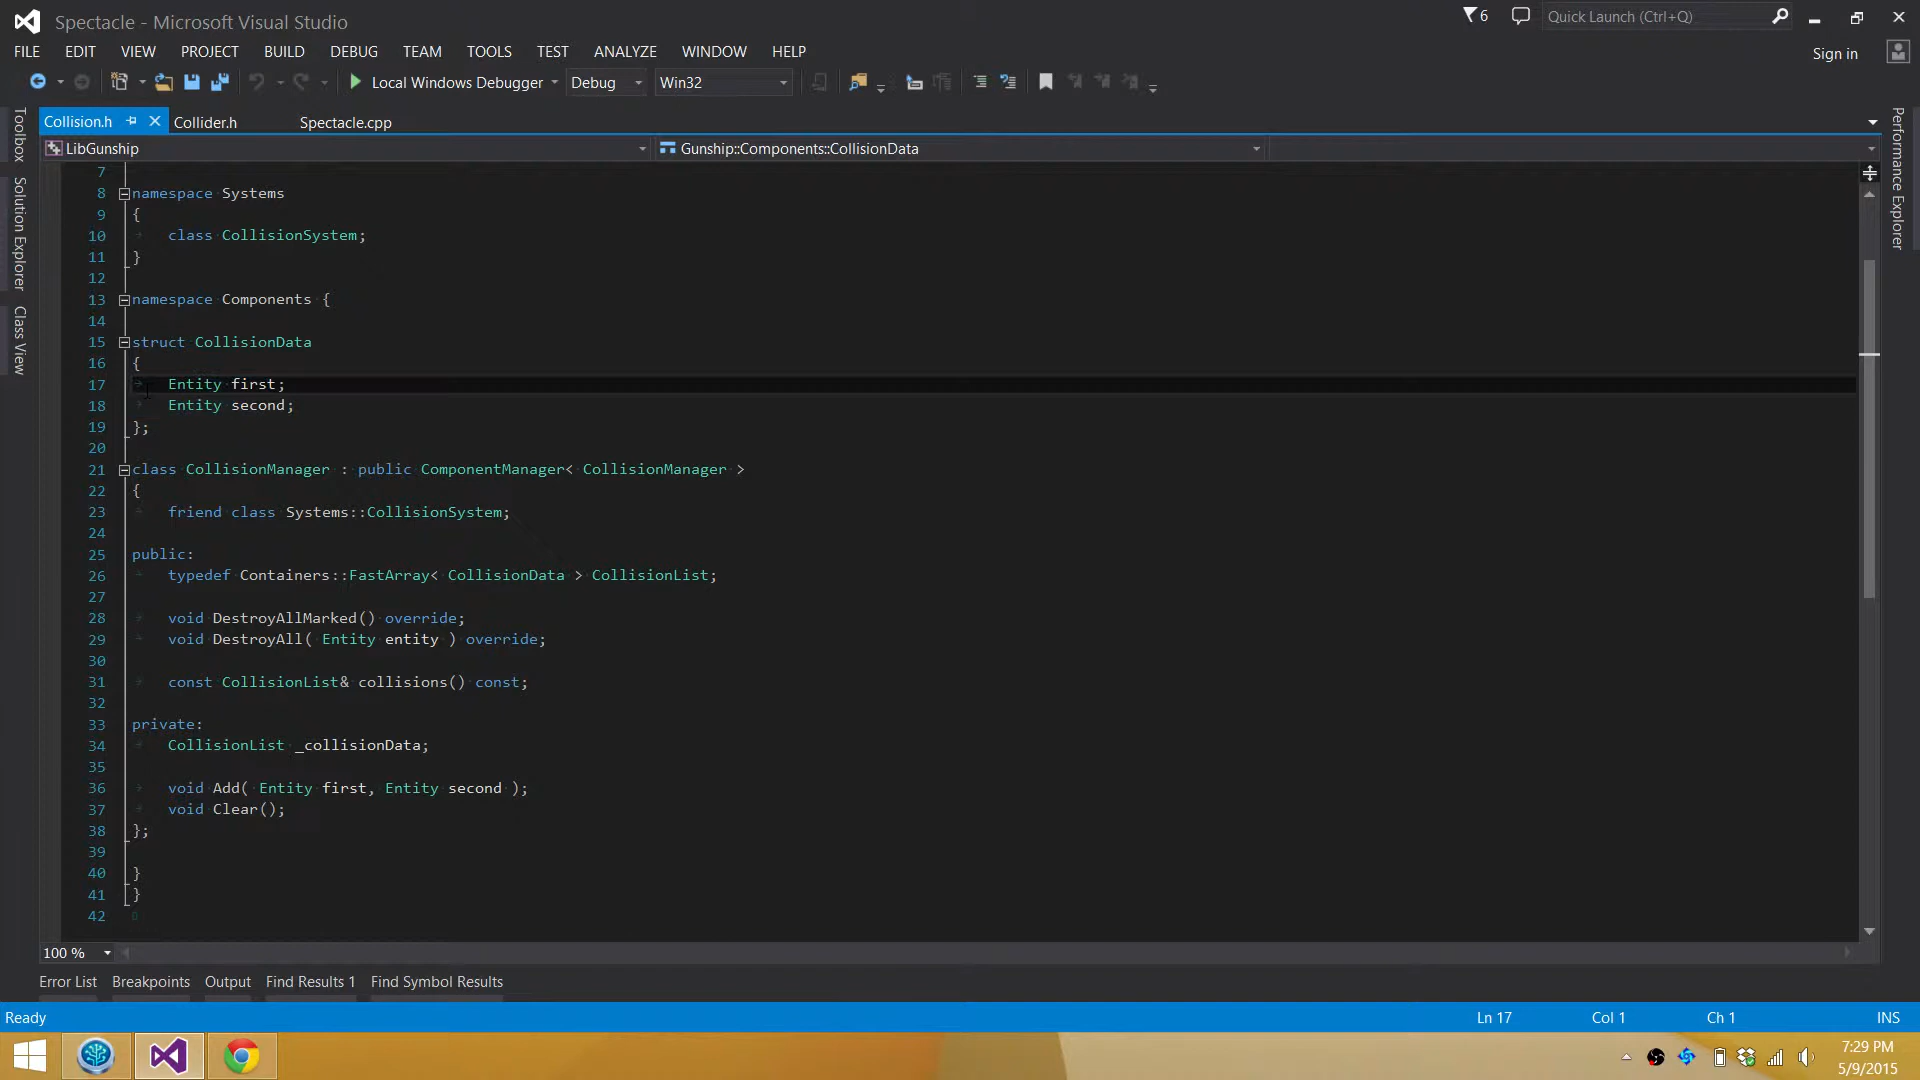 Spectacle - Microsoft Visual Studio
6
Quick Launch (Ctrl+Q)
FILE EDIT VIEW PROJECT BUILD DEBUG TEAM TOOLS TEST ANALYZE WINDOW HELP
Sign in
Local Windows Debugger Debug Win32
Toolbox
Solution Explorer
Class View
Performance Explorer
Collision.h Collider.h Spectacle.cpp
LibGunship Gunship::Components::CollisionData
7
8 namespace Systems
9 {
10 class CollisionSystem;
11 }
12
13 namespace Components {
14
15 struct CollisionData
16 {
17 Entity first;
18 Entity second;
19 };
20
21 class CollisionManager : public ComponentManager< CollisionManager >
22 {
23 friend class Systems::CollisionSystem;
24
25 public:
26 typedef Containers::FastArray< CollisionData > CollisionList;
27
28 void DestroyAllMarked() override;
29 void DestroyAll( Entity entity ) override;
30
31 const CollisionList& collisions() const;
32
33 private:
34 CollisionList _collisionData;
35
36 void Add( Entity first, Entity second );
37 void Clear();
38 };
39
40 }
41 }
42
100 %
Error List Breakpoints Output Find Results 1 Find Symbol Results
Ready Ln 17 Col 1 Ch 1 INS
7:29 PM
5/9/2015